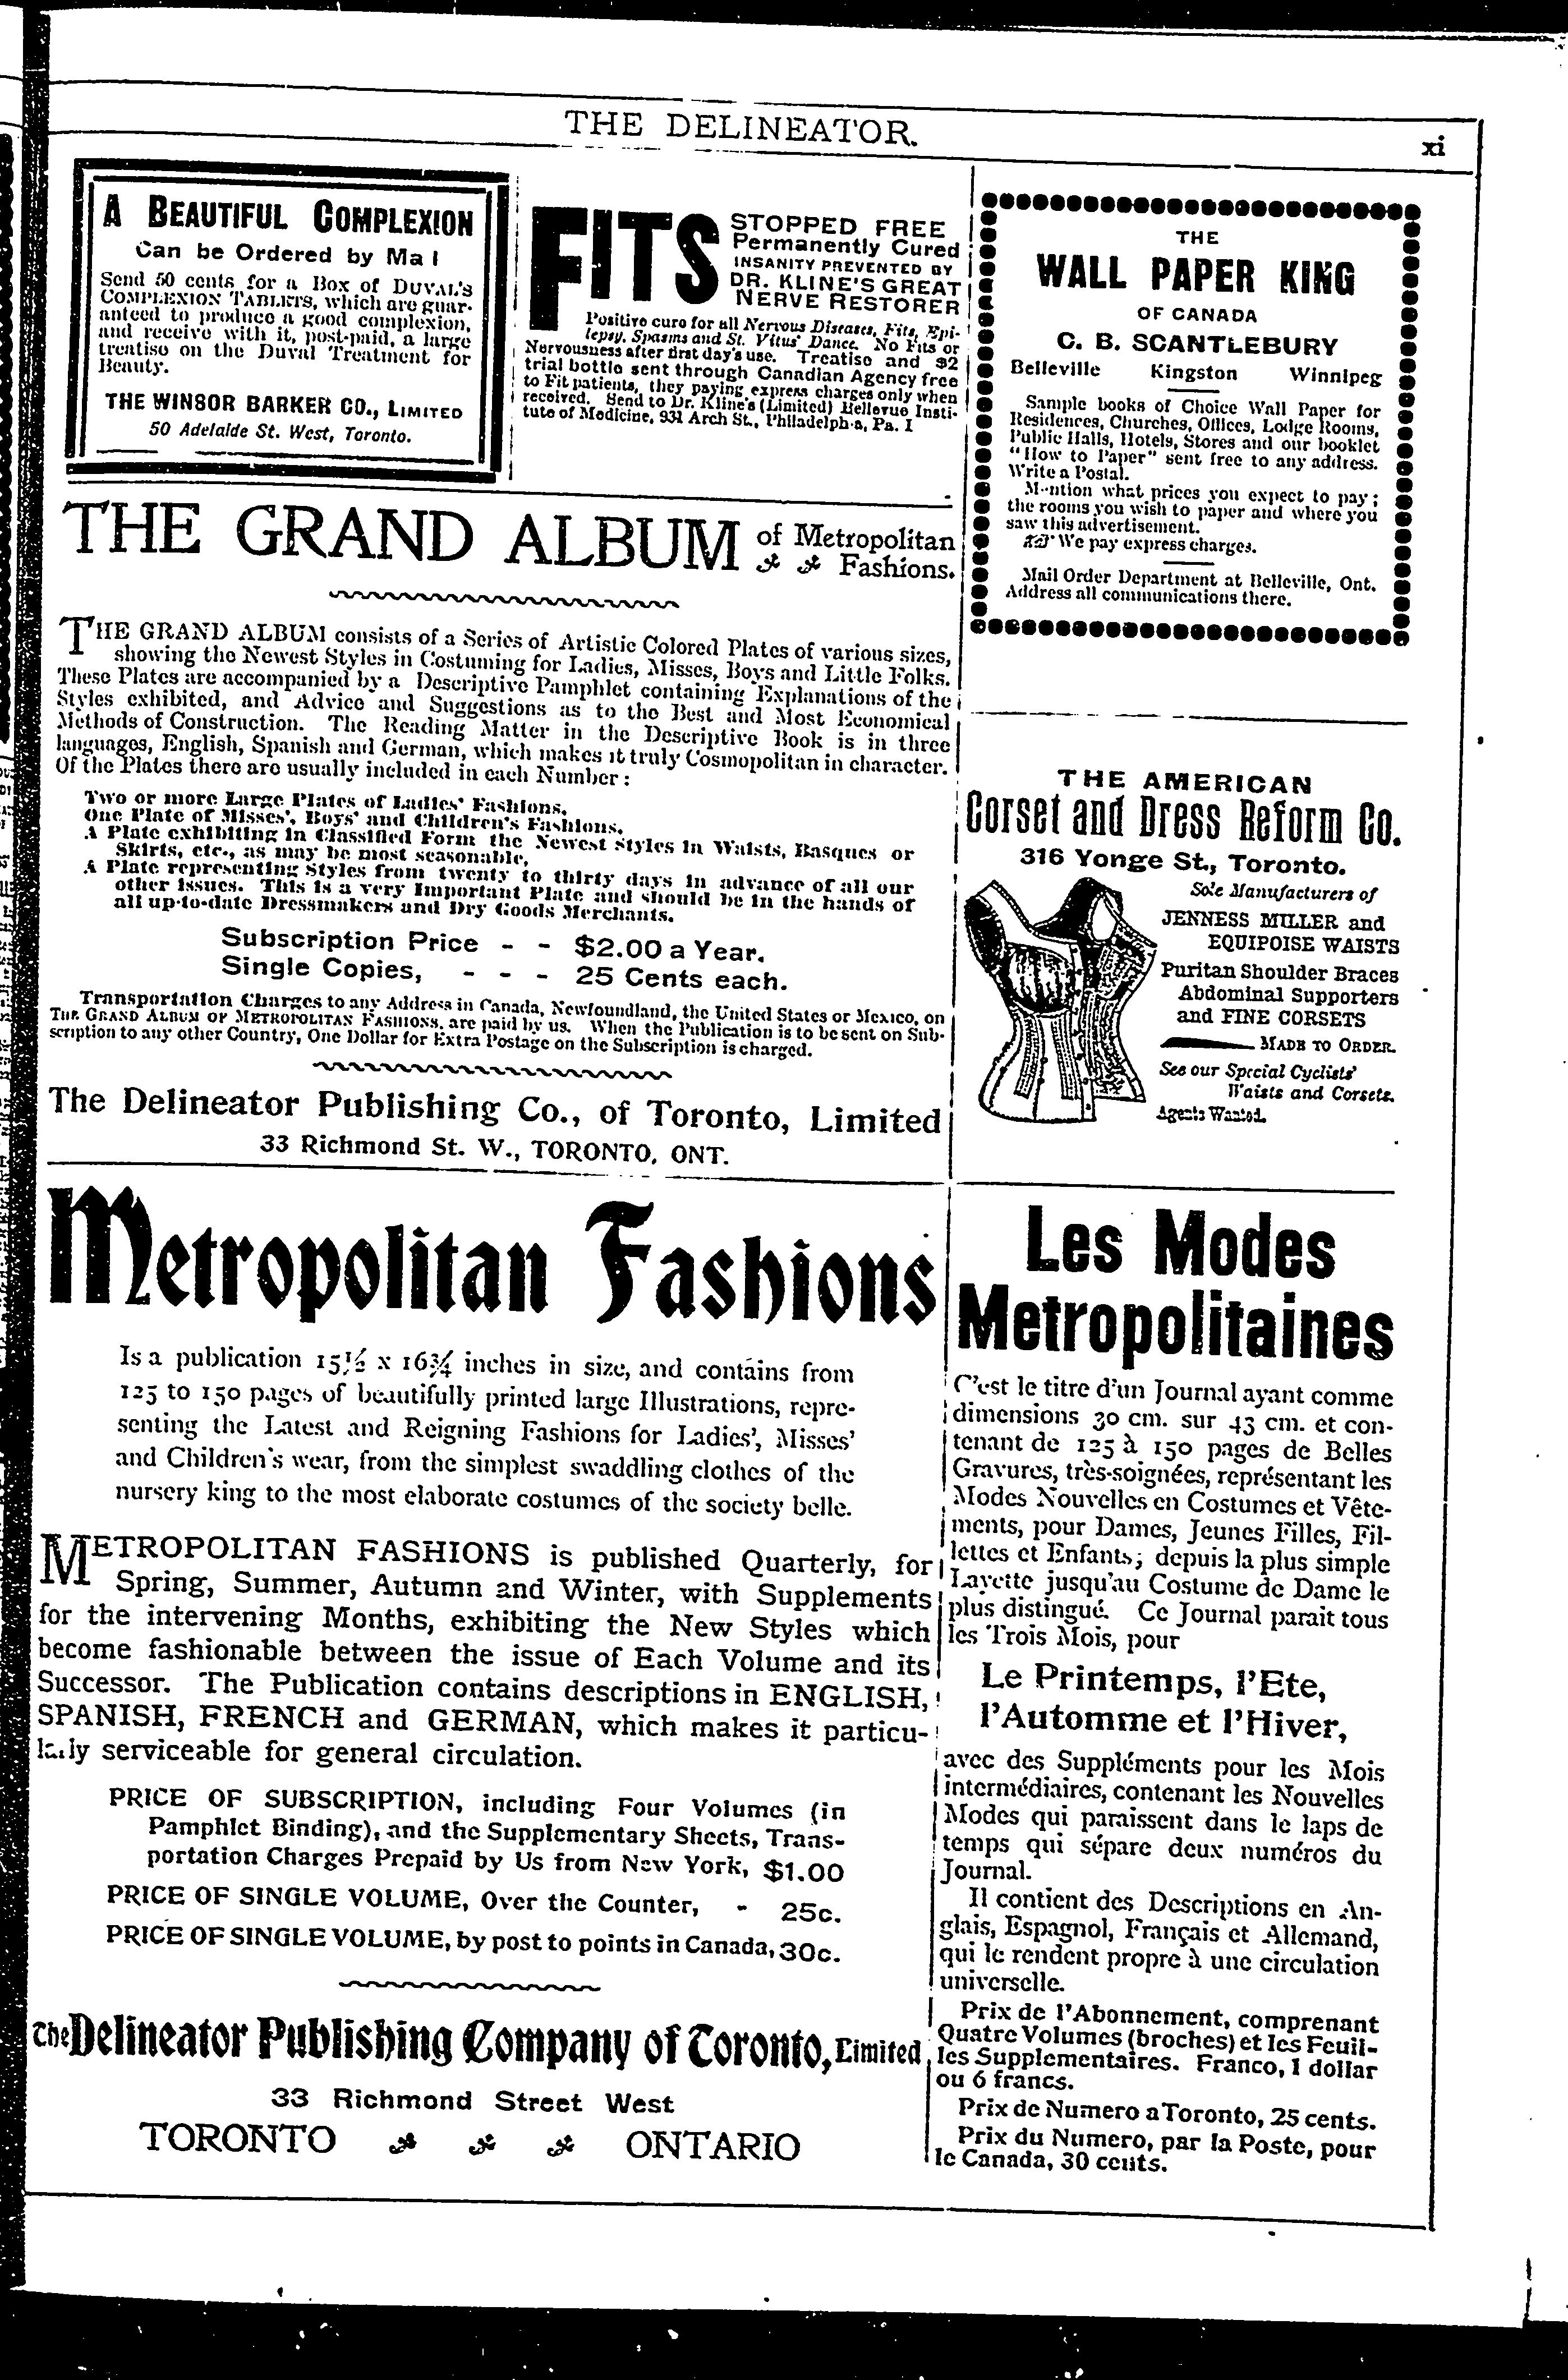 THE DELINEATOR.
xi
A BEAUTIFUL COMPLEXION
Can be Ordered by Ma l
Send 50 cents for a Box of DUVAL'S
COMPLEXION TABLETS, which are guar-
anteed to produce a good complexion,
and receive with it, post-paid, a large
treatise on the Duval Treatment for
Beauty.
THE WINSOR BARKER CO., LIMITED
50 Adelaide St. West, Toronto.
FITS
STOPPED FREE
Permanently Cured
INSANITY PREVENTED BY
DR. KLINE'S GREAT
NERVE RESTORER
Positive cure for all Nervous Diseases, Fits, Epi-
lepsy, Spasms and St. Vitus' Dance. No Fits or
Nervousness after first day's use. Treatise and $2
trial bottle sent through Canadian Agency free
to Fit patients, they paying express charges only when
received. Send to Dr. Kline's (Limited) Bellevue Insti-
tute of Medicine, 931 Arch St., Philadelph a, Pa. I
THE
WALL PAPER KING
OF CANADA
C. B. SCANTLEBURY
Belleville Kingston Winnipeg
Sample books of Choice Wall Paper for
Residences, Churches, Offices, Lodge Rooms,
Public Halls, Hotels, Stores and our booklet
"How to Paper" sent free to any address.
Write a Postal.
Mention what prices you expect to pay;
the rooms you wish to paper and where you
saw this advertisement.
We pay express charges.
Mail Order Department at Belleville, Ont.
Address all communications there.
THE GRAND ALBUM of Metropolitan
Fashions.
THE GRAND ALBUM consists of a Series of Artistic Colored Plates of various sizes,
showing the Newest Styles in Costuming for Ladies, Misses, Boys and Little Folks.
These Plates are accompanied by a Descriptive Pamphlet containing Explanations of the
Styles exhibited, and Advice and Suggestions as to the Best and Most Economical
Methods of Construction. The Reading Matter in the Descriptive Book is in three
languages, English, Spanish and German, which makes it truly Cosmopolitan in character.
Of the Plates there are usually included in each Number:
Two or more Large Plates of Ladies' Fashions,
One Plate of Misses', Boys' and Children's Fashions.
A Plate exhibiting in Classified Form the Newest Styles in Waists, Basques or
Skirts, etc., as may be most seasonable,
A Plate representing Styles from twenty to thirty days in advance of all our
other issues. This is a very Important Plate and should be in the hands of
all up-to-date Dressmakers and Dry Goods Merchants.
Subscription Price - - $2.00 a Year.
Single Copies, - - - 25 Cents each.
Transportation Charges to any Address in Canada, Newfoundland, the United States or Mexico, on
THE GRAND ALBUM OF METROPOLITAN FASHIONS, are paid by us. When the Publication is to be sent on Sub-
scription to any other Country, One Dollar for Extra Postage on the Subscription is charged.
The Delineator Publishing Co., of Toronto, Limited
33 Richmond St. W., TORONTO, ONT.
THE AMERICAN
Corset and Dress Reform Co.
316 Yonge St., Toronto.
Sole Manufacturers of
JENNESS MILLER and
EQUIPOISE WAISTS
Puritan Shoulder Braces
Abdominal Supporters
and FINE CORSETS
MADE TO ORDER.
See our Special Cyclists'
Waists and Corsets.
Agents Wanted.
Metropolitan Fashions
Is a publication 15½ x 16¾ inches in size, and contains from
125 to 150 pages of beautifully printed large Illustrations, repre-
senting the Latest and Reigning Fashions for Ladies', Misses'
and Children's wear, from the simplest swaddling clothes of the
nursery king to the most elaborate costumes of the society belle.
METROPOLITAN FASHIONS is published Quarterly, for
Spring, Summer, Autumn and Winter, with Supplements
for the intervening Months, exhibiting the New Styles which
become fashionable between the issue of Each Volume and its
Successor. The Publication contains descriptions in ENGLISH,
SPANISH, FRENCH and GERMAN, which makes it particu-
larly serviceable for general circulation.
PRICE OF SUBSCRIPTION, including Four Volumes (in
Pamphlet Binding), and the Supplementary Sheets, Trans-
portation Charges Prepaid by Us from New York, $1.00
PRICE OF SINGLE VOLUME, Over the Counter, - 25c.
PRICE OF SINGLE VOLUME, by post to points in Canada, 30c.
The Delineator Publishing Company of Toronto, Limited
33 Richmond Street West
TORONTO ONTARIO
Les Modes
Metropolitaines
C'est le titre d'un Journal ayant comme
dimensions 30 cm. sur 43 cm. et con-
tenant de 125 à 150 pages de Belles
Gravures, très-soignées, représentant les
Modes Nouvelles en Costumes et Vête-
ments, pour Dames, Jeunes Filles, Fil-
lettes et Enfants; depuis la plus simple
Layette jusqu'au Costume de Dame le
plus distingué. Ce Journal parait tous
les Trois Mois, pour
Le Printemps, l'Ete,
l'Automme et l'Hiver,
avec des Suppléments pour les Mois
intermédiaires, contenant les Nouvelles
Modes qui paraissent dans le laps de
temps qui sépare deux numéros du
Journal.
Il contient des Descriptions en An-
glais, Espagnol, Français et Allemand,
qui le rendent propre à une circulation
universelle.
Prix de l'Abonnement, comprenant
Quatre Volumes (broches) et les Feuil-
les Supplementaires. Franco, 1 dollar
ou 6 francs.
Prix de Numero a Toronto, 25 cents.
Prix du Numero, par la Poste, pour
le Canada, 30 cents.